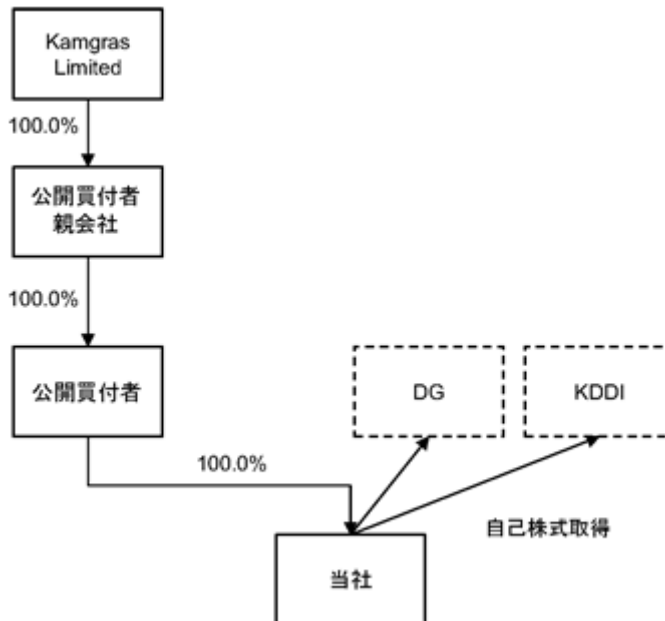 Kamgras
Limited
100.0%
公開買付者
親会社
100.0%
公開買付者
DG
KDDI
100.0%
自己株式取得
当社